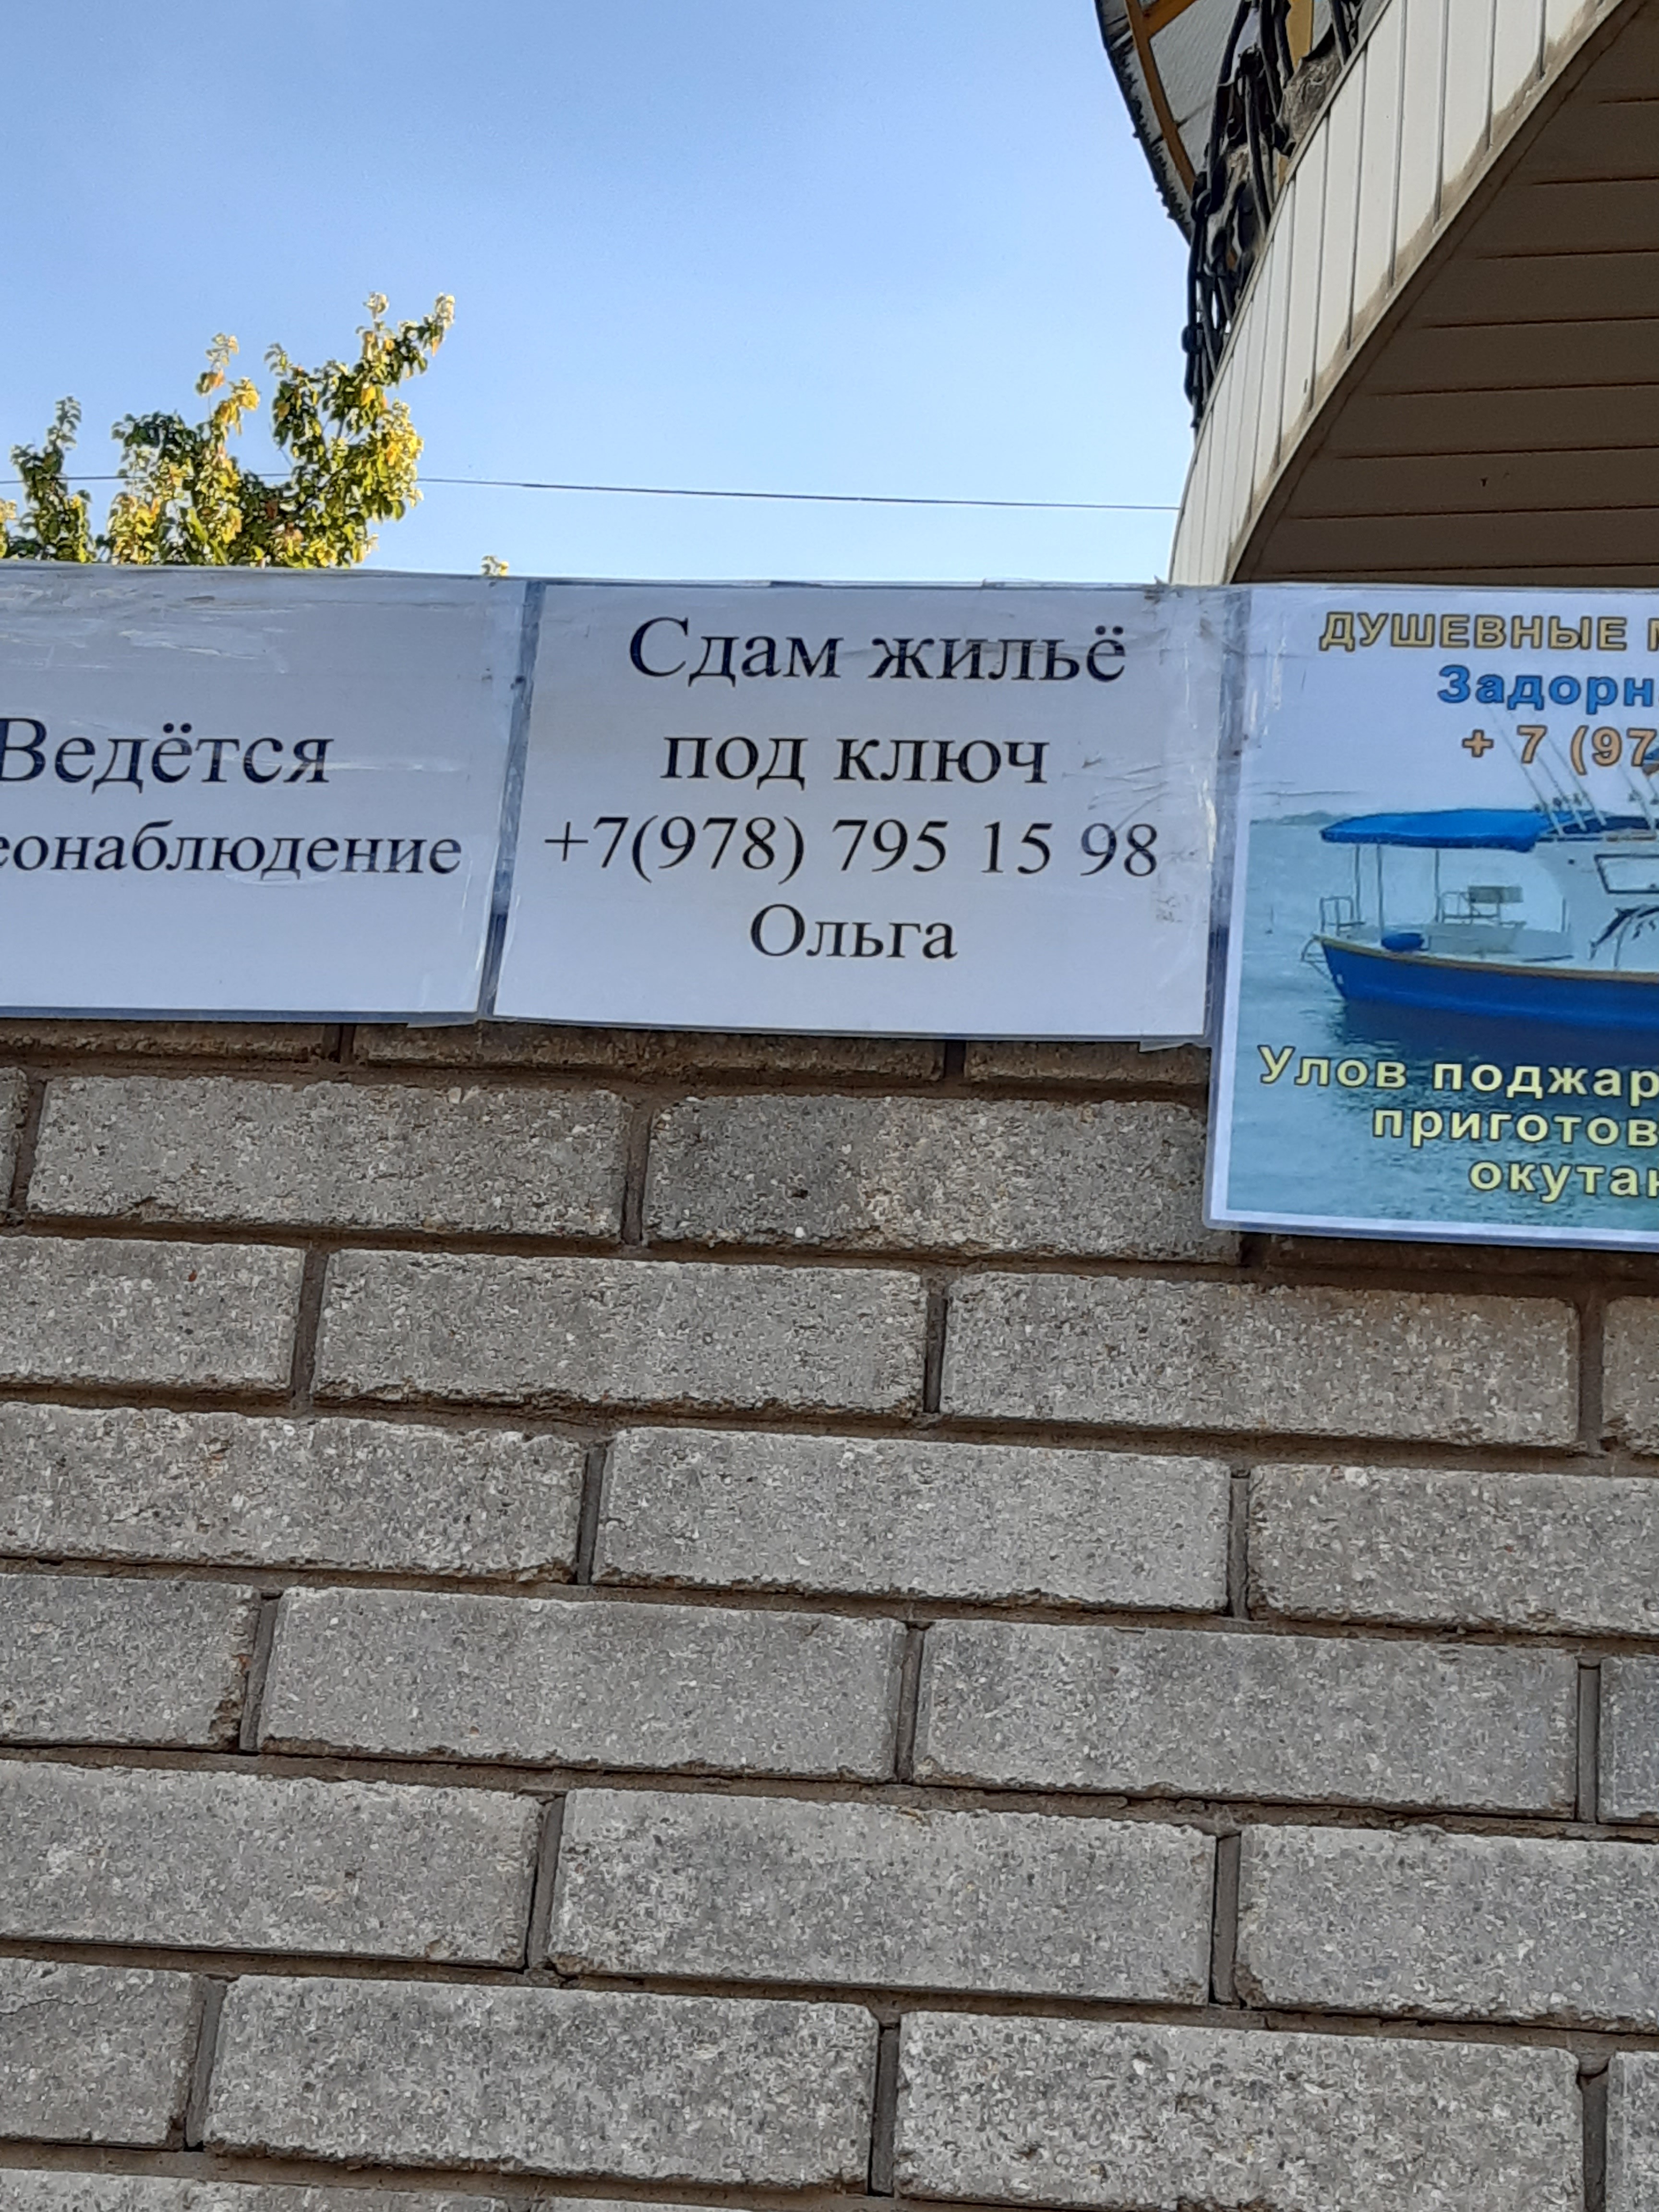 Ведётся
еонаблюдение
Сдам жильё
под ключ
+7(978) 795 15 98
Ольга
ДУШЕВНЫЕ
Задорн
+ 7 (97
Улов поджар
приготов
окутан